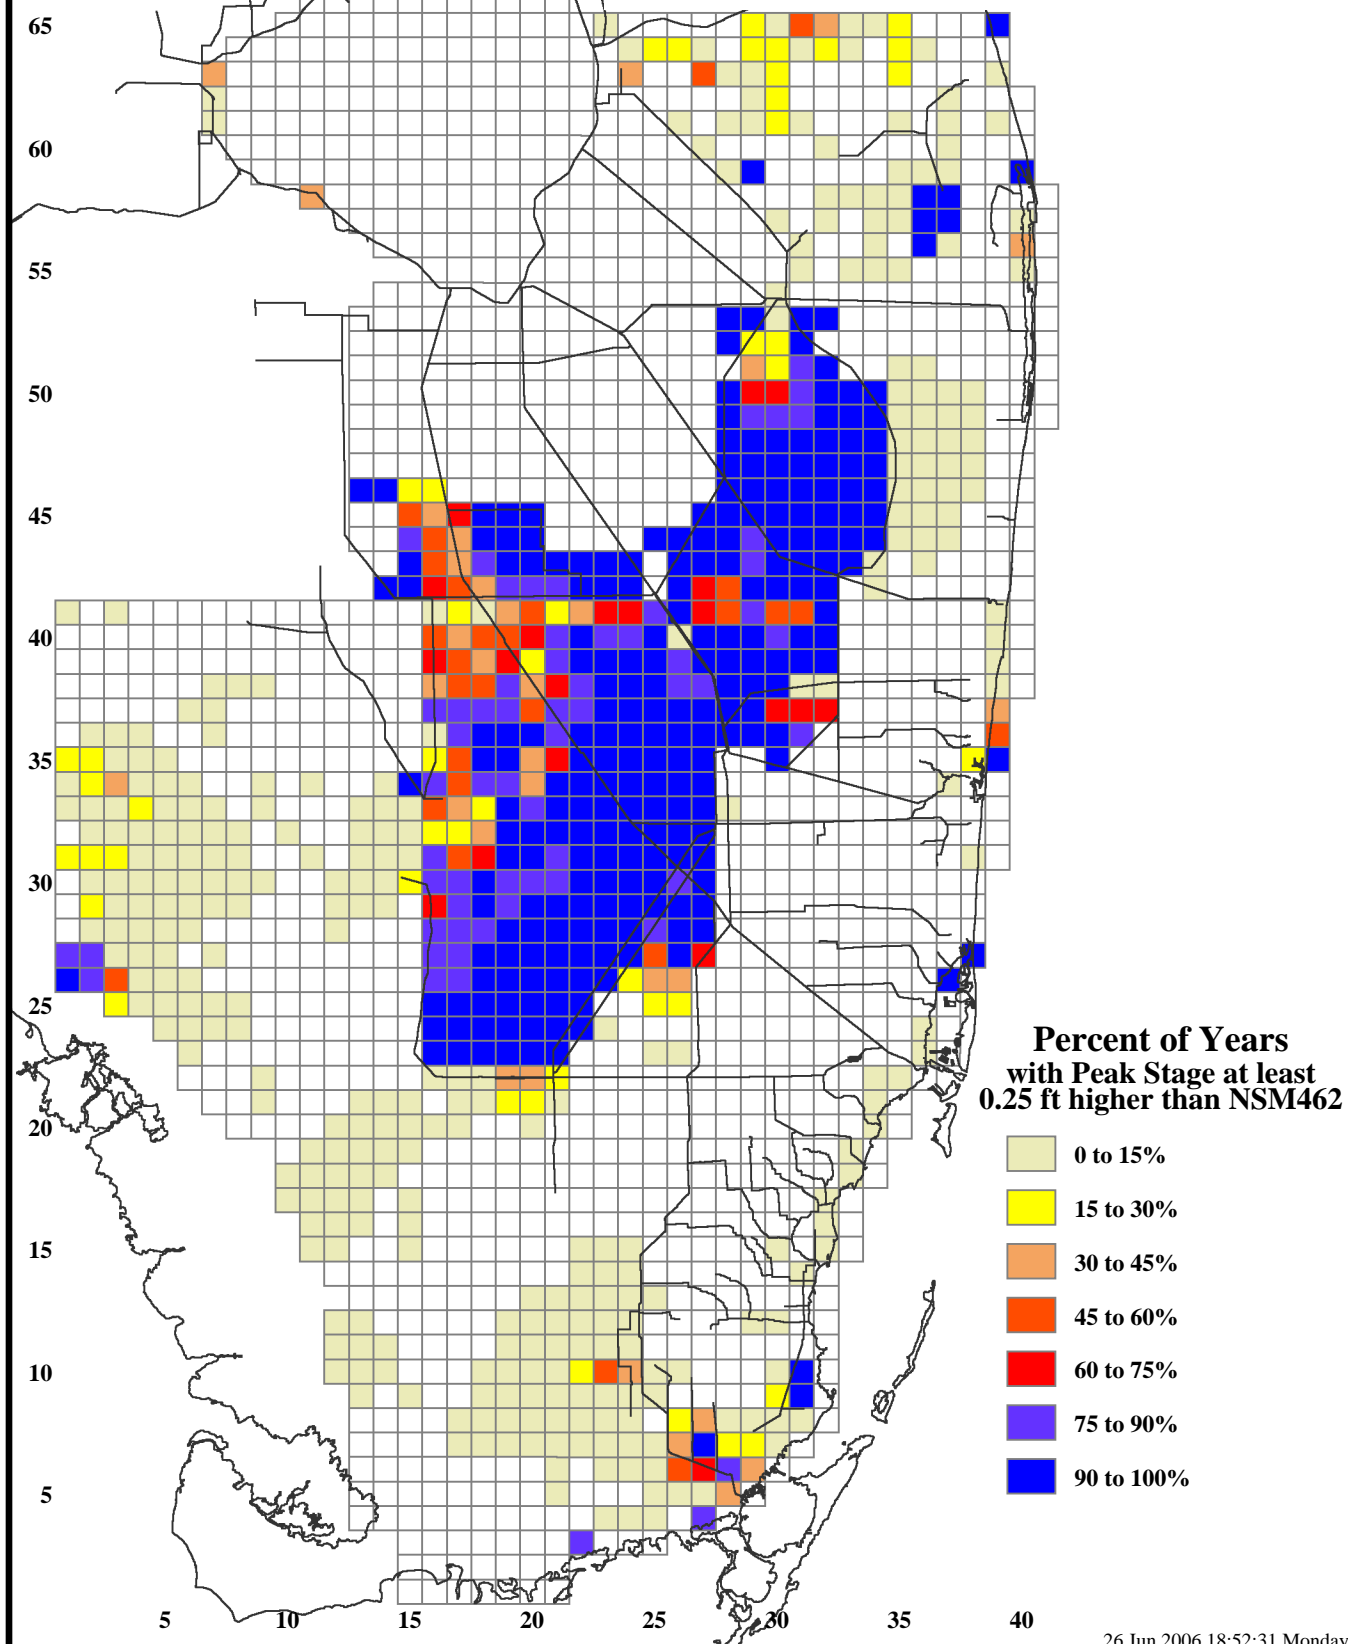 65
60
55
50
45
40
35
30
25
20
15
10
5
Percent of Years
with Peak Stage at least
0.25 ft higher than NSM462
0 to 15%
15 to 30%
30 to 45%
45 to 60%
60 to 75%
75 to 90%
90 to 100%
5 10 15 20 25 30 35 40
26 Jun 2006 18:52:31 Monday